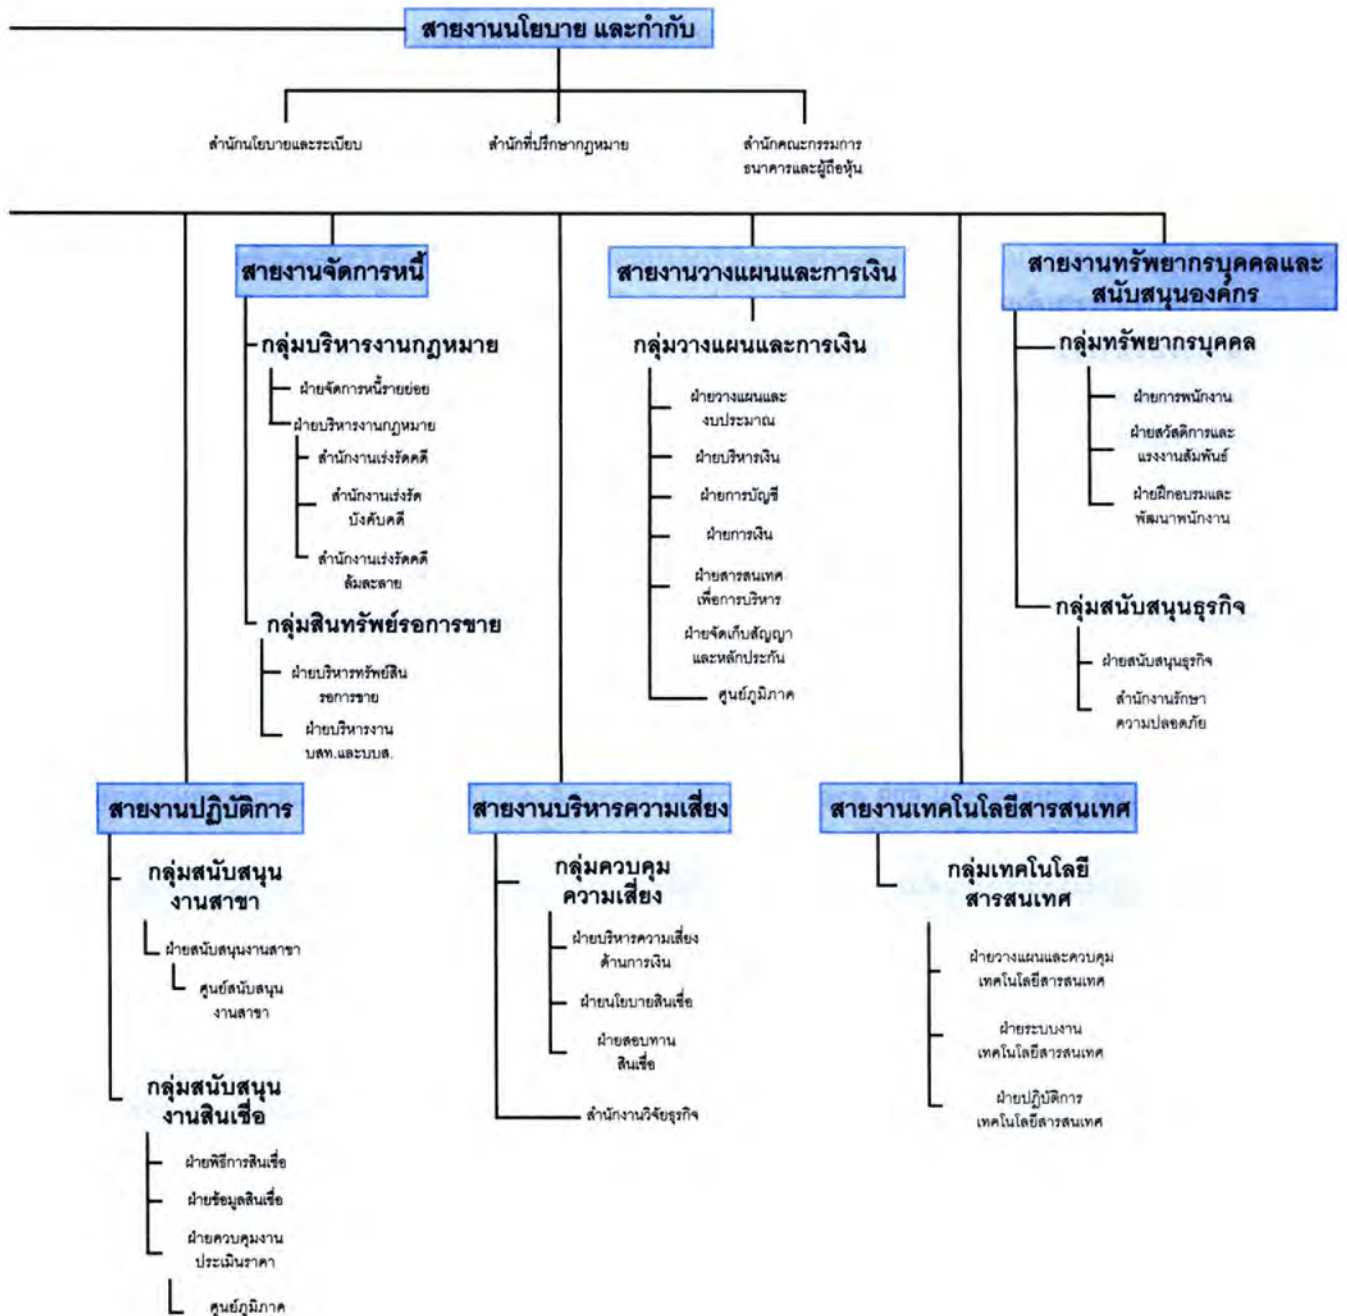 สายงานนโยบาย และกำกับ
สำนักนโยบายและระเบียบ
สำนักที่ปรึกษากฎหมาย
สำนักคณะกรรมการ
ธนาคารและผู้ถือหุ้น
สายงานจัดการหนี้
กลุ่มบริหารงานกฎหมาย
ฝ่ายจัดการหนี้รายย่อย
ฝ่ายบริหารงานกฎหมาย
สำนักงานเร่งรัดคดี
สำนักงานเร่งรัด
บังคับคดี
สำนักงานเร่งรัดคดี
ล้มละลาย
กลุ่มสินทรัพย์รอการขาย
ฝ่ายบริหารทรัพย์สิน
รอการขาย
ฝ่ายบริหารงาน
บสท.และบบส.
สายงานวางแผนและการเงิน
กลุ่มวางแผนและการเงิน
ฝ่ายวางแผนและ
งบประมาณ
ฝ่ายบริหารเงิน
ฝ่ายการบัญชี
ฝ่ายการเงิน
ฝ่ายสารสนเทศ
เพื่อการบริหาร
ฝ่ายจัดเก็บสัญญา
และหลักประกัน
ศูนย์ภูมิภาค
สายงานทรัพยากรบุคคลและ
สนับสนุนองค์กร
กลุ่มทรัพยากรบุคคล
ฝ่ายการพนักงาน
ฝ่ายสวัสดิการและ
แรงงานสัมพันธ์
ฝ่ายฝึกอบรมและ
พัฒนาพนักงาน
กลุ่มสนับสนุนธุรกิจ
ฝ่ายสนับสนุนธุรกิจ
สำนักงานรักษา
ความปลอดภัย
สายงานปฏิบัติการ
กลุ่มสนับสนุน
งานสาขา
ฝ่ายสนับสนุนงานสาขา
ศูนย์สนับสนุน
งานสาขา
กลุ่มสนับสนุน
งานสินเชื่อ
ฝ่ายพิธีการสินเชื่อ
ฝ่ายข้อมูลสินเชื่อ
ฝ่ายควบคุมงาน
ประเมินราคา
ศูนย์ภูมิภาค
สายงานบริหารความเสี่ยง
กลุ่มควบคุม
ความเสี่ยง
ฝ่ายบริหารความเสี่ยง
ด้านการเงิน
ฝ่ายนโยบายสินเชื่อ
ฝ่ายสอบทาน
สินเชื่อ
สำนักงานวิจัยธุรกิจ
สายงานเทคโนโลยีสารสนเทศ
กลุ่มเทคโนโลยี
สารสนเทศ
ฝ่ายวางแผนและควบคุม
เทคโนโลยีสารสนเทศ
ฝ่ายระบบงาน
เทคโนโลยีสารสนเทศ
ฝ่ายปฏิบัติการ
เทคโนโลยีสารสนเทศ